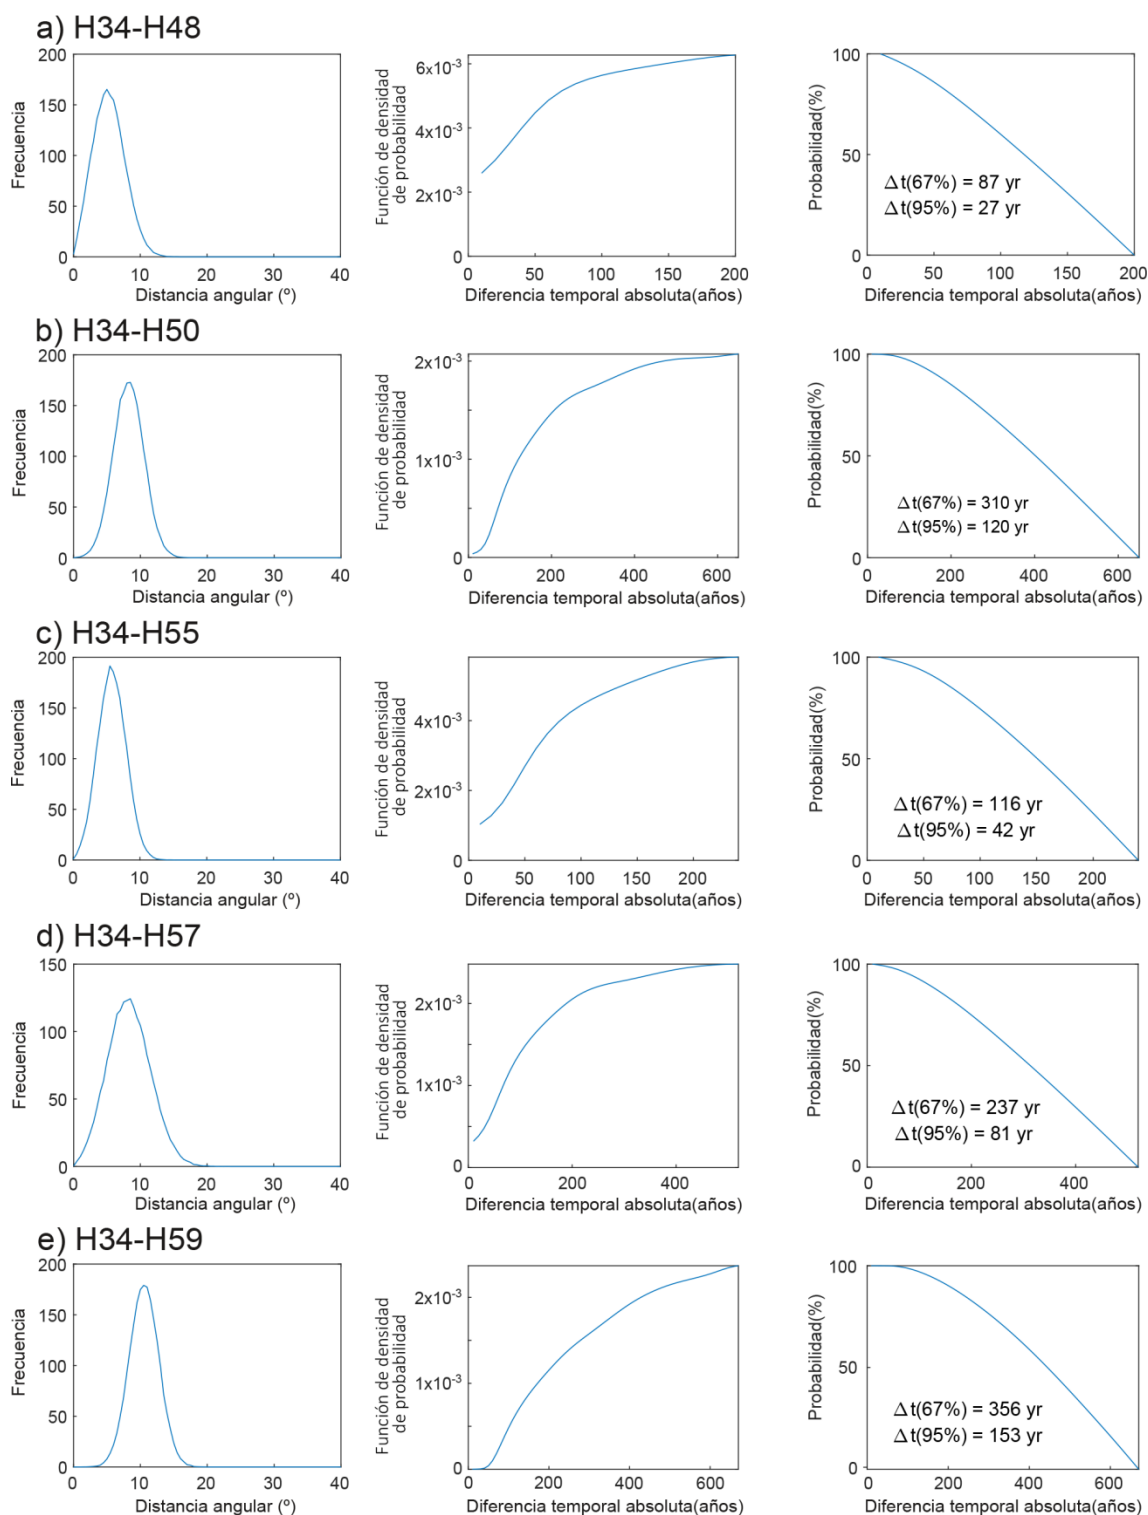 a) H34-H48
Frecuencia
200
150
100
50
0
0 10 20 30 40
Distancia angular (º)
Función de densidad
de probabilidad
6x10-3
4x10-3
2x10-3
0
0 50 100 150 200
Diferencia temporal absoluta(años)
Probabilidad(%)
100
50
0
Δt(67%) = 87 yr
Δt(95%) = 27 yr
0 50 100 150 200
Diferencia temporal absoluta(años)
b) H34-H50
Frecuencia
200
150
100
50
0
0 10 20 30 40
Distancia angular (º)
Función de densidad
de probabilidad
2x10-3
1x10-3
0
0 200 400 600
Diferencia temporal absoluta(años)
Probabilidad(%)
100
50
0
Δt(67%) = 310 yr
Δt(95%) = 120 yr
0 200 400 600
Diferencia temporal absoluta(años)
c) H34-H55
Frecuencia
200
150
100
50
0
0 10 20 30 40
Distancia angular (º)
Función de densidad
de probabilidad
4x10-3
2x10-3
0
0 50 100 150 200
Diferencia temporal absoluta(años)
Probabilidad(%)
100
50
0
Δt(67%) = 116 yr
Δt(95%) = 42 yr
0 50 100 150 200
Diferencia temporal absoluta(años)
d) H34-H57
Frecuencia
150
100
50
0
0 10 20 30 40
Distancia angular (º)
Función de densidad
de probabilidad
2x10-3
1x10-3
0
0 200 400
Diferencia temporal absoluta(años)
Probabilidad(%)
100
50
0
Δt(67%) = 237 yr
Δt(95%) = 81 yr
0 200 400
Diferencia temporal absoluta(años)
e) H34-H59
Frecuencia
200
150
100
50
0
0 10 20 30 40
Distancia angular (º)
Función de densidad
de probabilidad
2x10-3
1x10-3
0
0 200 400 600
Diferencia temporal absoluta(años)
Probabilidad(%)
100
50
0
Δt(67%) = 356 yr
Δt(95%) = 153 yr
0 200 400 600
Diferencia temporal absoluta(años)